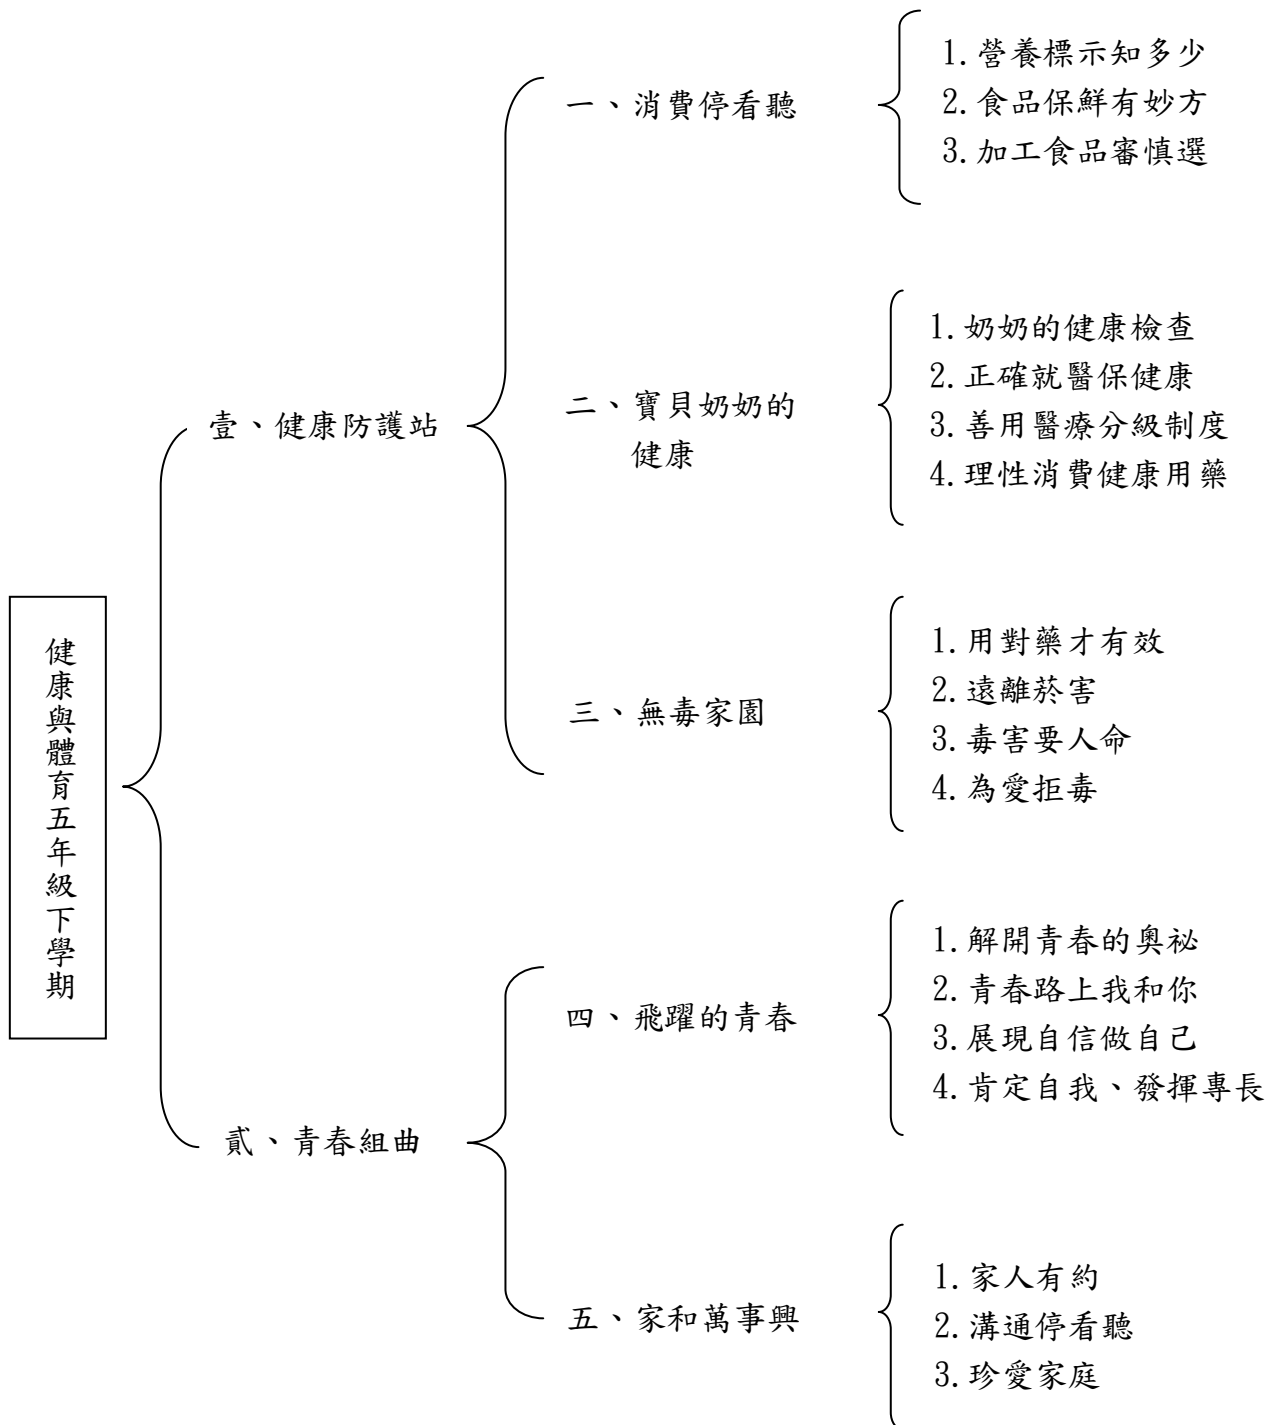 健康與體育五年級下學期
壹、健康防護站
一、消費停看聽
1.營養標示知多少
2.食品保鮮有妙方
3.加工食品審慎選
二、寶貝奶奶的
健康
1.奶奶的健康檢查
2.正確就醫保健康
3.善用醫療分級制度
4.理性消費健康用藥
三、無毒家園
1.用對藥才有效
2.遠離菸害
3.毒害要人命
4.為愛拒毒
貳、青春組曲
四、飛躍的青春
1.解開青春的奧祕
2.青春路上我和你
3.展現自信做自己
4.肯定自我、發揮專長
五、家和萬事興
1.家人有約
2.溝通停看聽
3.珍愛家庭